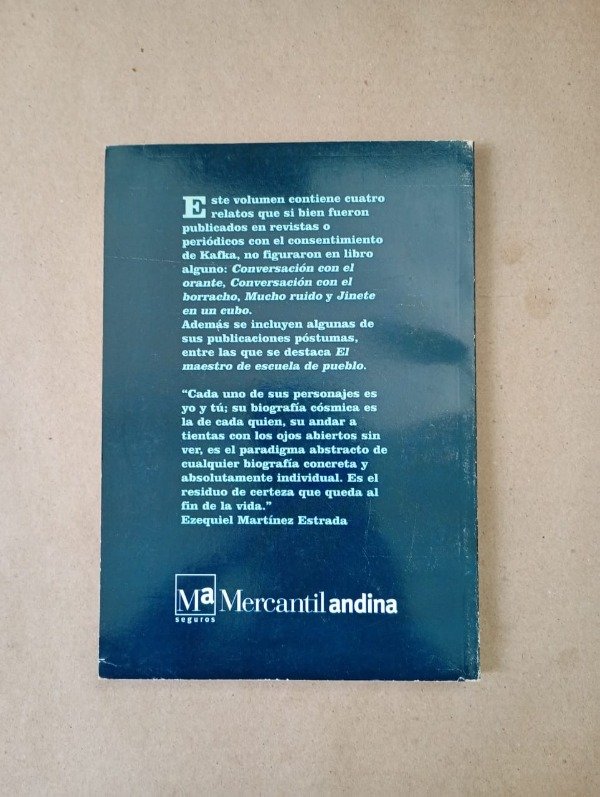 Este volumen contiene cuatro
relatos que si bien fueron
publicados en revistas o
periódicos con el consentimiento
de Kafka, no figuraron en libro
alguno: Conversación con el
orante, Conversación con el
borracho, Mucho ruido y Jinete
en un cubo.
Además se incluyen algunas de
sus publicaciones póstumas,
entre las que se destaca El
maestro de escuela de pueblo.
“Cada uno de sus personajes es
yo y tú; su biografía cósmica es
la de cada quien, su andar a
tientas con los ojos abiertos sin
ver, es el paradigma abstracto de
cualquier biografía concreta y
absolutamente individual. Es el
residuo de certeza que queda al
fin de la vida.”
Ezequiel Martínez Estrada
Ma Mercantil andina
seguros